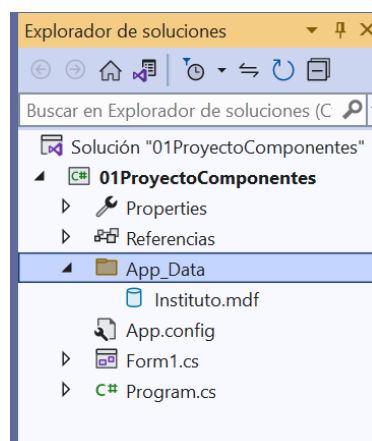 Explorador de soluciones
Buscar en Explorador de soluciones (C
Solución "01ProyectoComponentes"
C# 01ProyectoComponentes
Properties
Referencias
App_Data
Instituto.mdf
App.config
Form1.cs
C# Program.cs